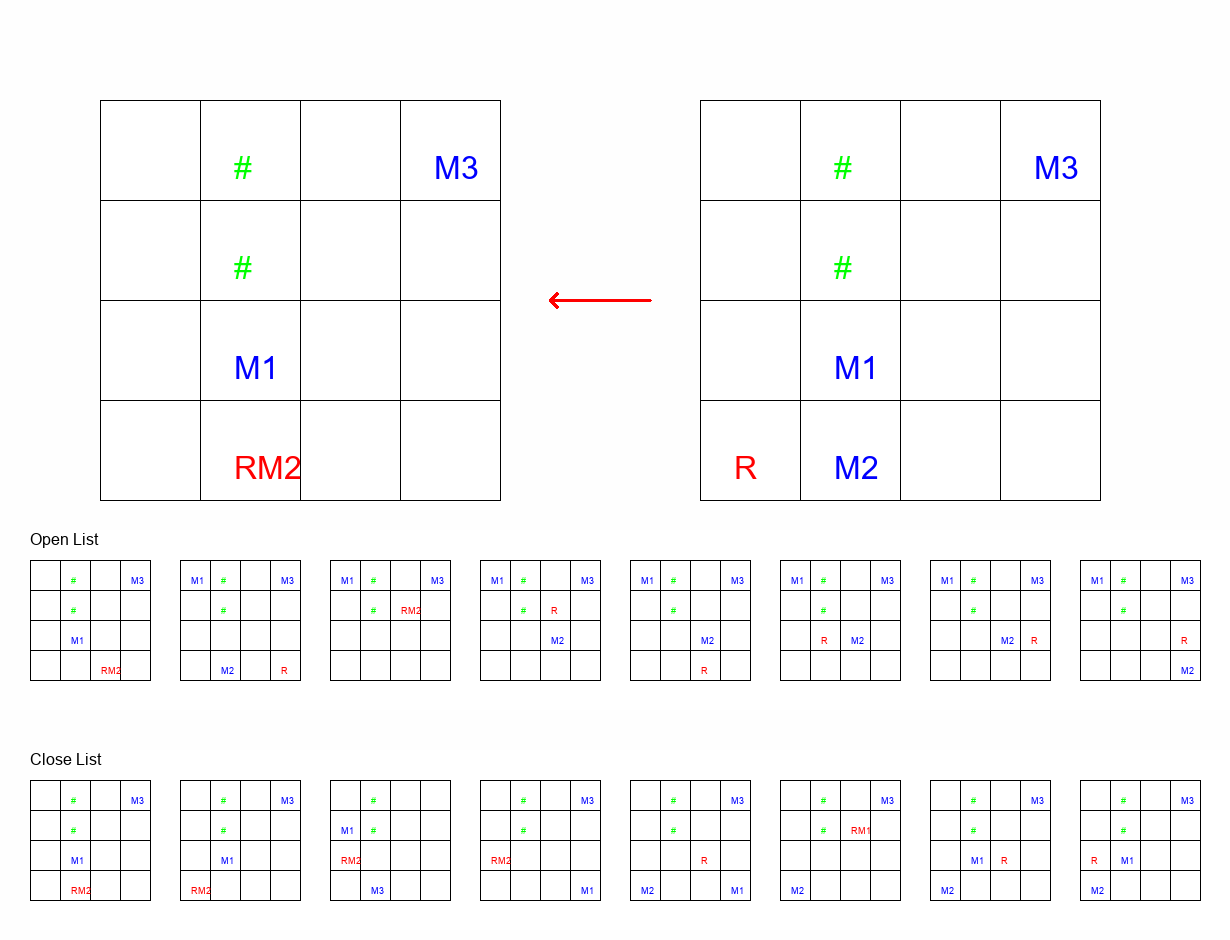 # M3 # M3
# #
M1 M1
RM2 R M2
Open List
# M3 M1 # M3 M1 # M3 M1 # M3 M1 # M3 M1 # M3 M1 # M3 M1 # M3
# # # RM2 # R # # # #
M1 M2 M2 R M2 M2 R R
RM2 M2 R R M2
Close List
# M3 # M3 # # M3 # M3 # M3 # M3 # M3
# # M1 # # # # RM1 # #
M1 M1 RM2 RM2 R M1 R R M1
RM2 RM2 M3 M1 M2 M1 M2 M2 M2